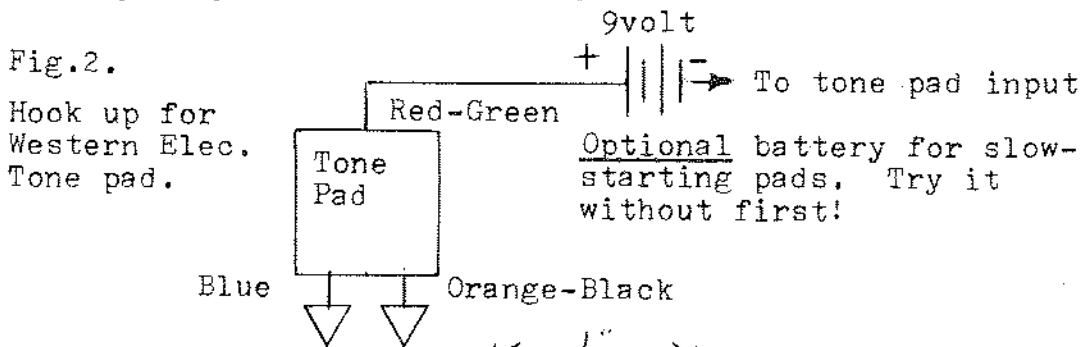 9volt
Fig.2.
+ - To tone pad input
Hook up for
Western Elec.
Tone pad.
Red-Green
Optional battery for slow-
starting pads. Try it
without first!
Tone
Pad
Blue
Orange-Black